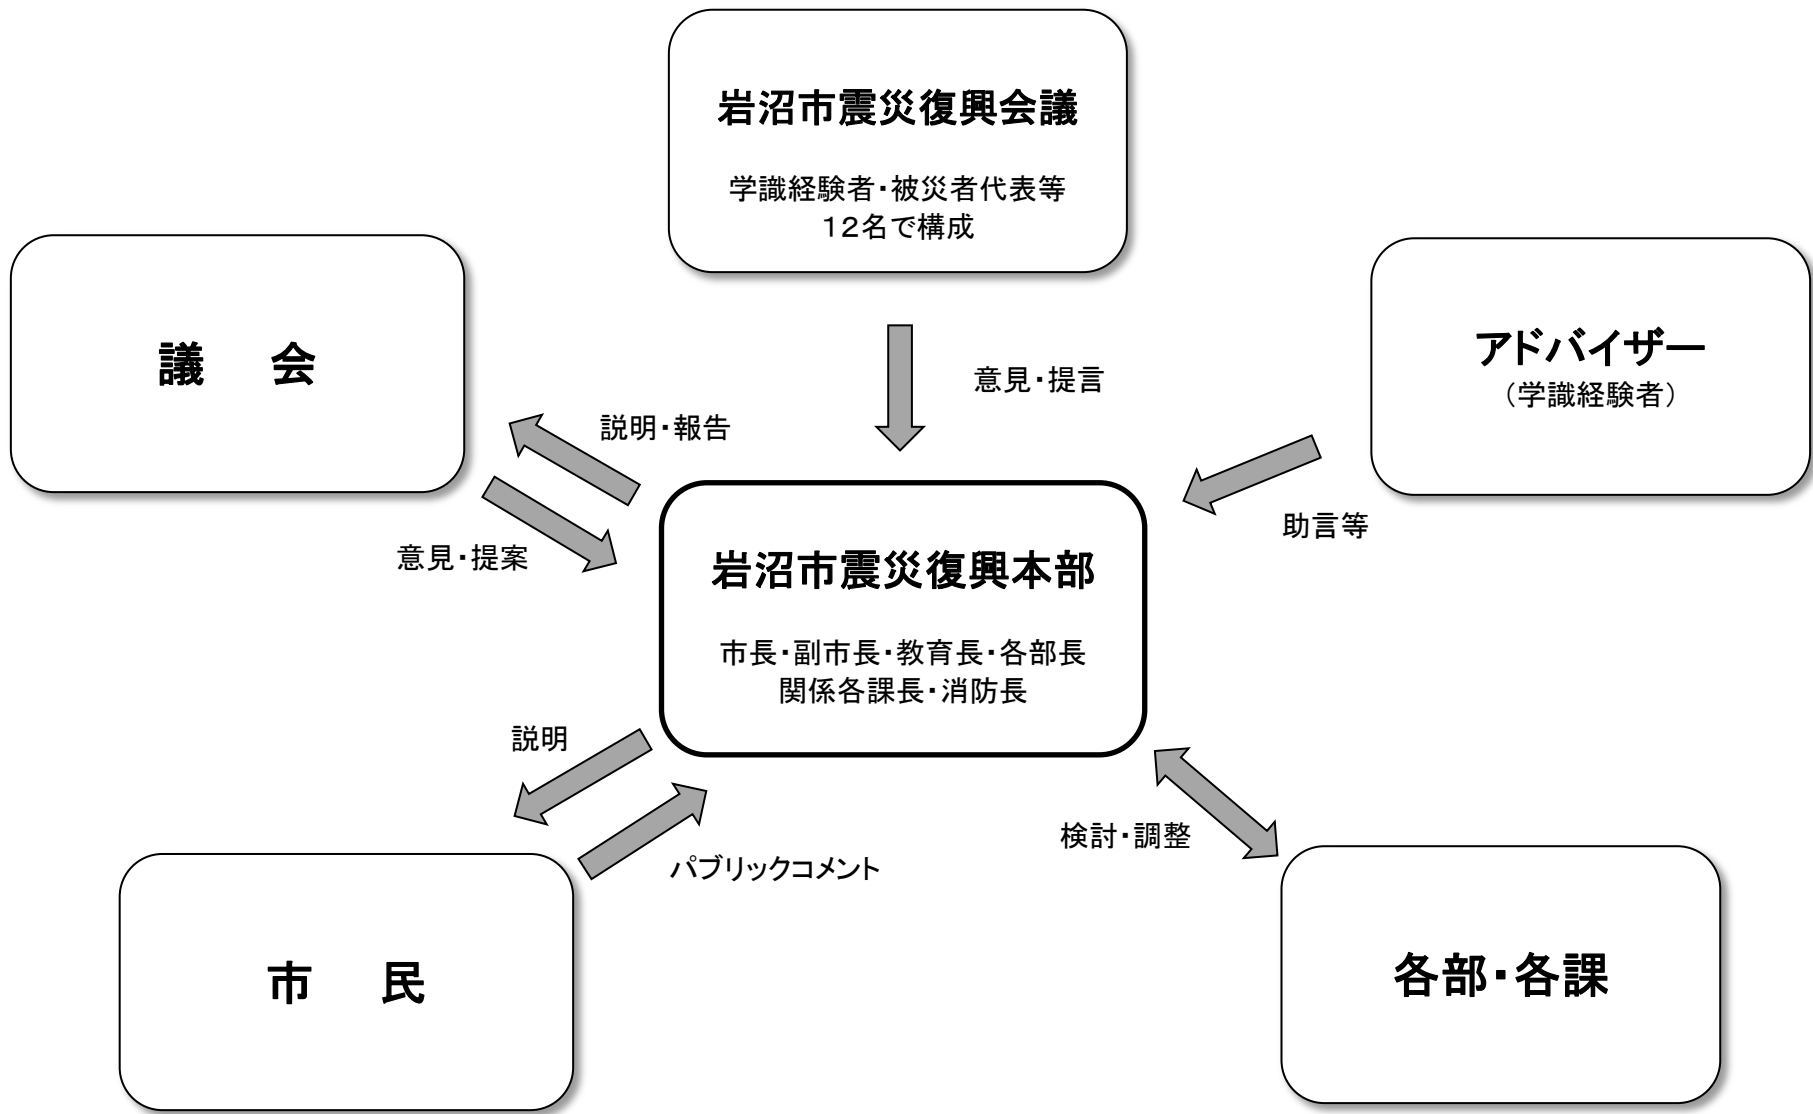 岩沼市震災復興会議
学識経験者・被災者代表等
１２名で構成
議　会
アドバイザー
（学識経験者）
意見・提言
説明・報告
意見・提案
助言等
岩沼市震災復興本部
市長・副市長・教育長・各部長
関係各課長・消防長
説明
パブリックコメント
検討・調整
市　民
各部・各課